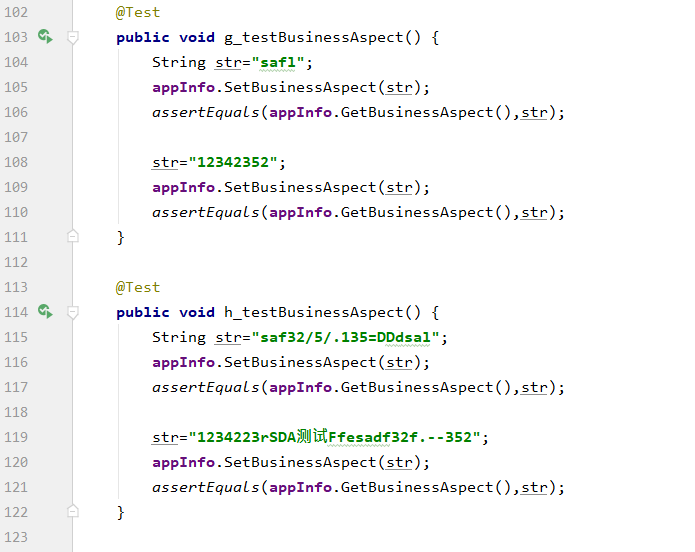 102 @Test
103 public void g_testBusinessAspect() {
104 String str="safl";
105 appInfo.SetBusinessAspect(str);
106 assertEquals(appInfo.GetBusinessAspect(),str);
107
108 str="12342352";
109 appInfo.SetBusinessAspect(str);
110 assertEquals(appInfo.GetBusinessAspect(),str);
111 }
112
113 @Test
114 public void h_testBusinessAspect() {
115 String str="saf32/5/.135=DDdsal";
116 appInfo.SetBusinessAspect(str);
117 assertEquals(appInfo.GetBusinessAspect(),str);
118
119 str="1234223rSDA测试Ffesadf32f.--352";
120 appInfo.SetBusinessAspect(str);
121 assertEquals(appInfo.GetBusinessAspect(),str);
122 }
123